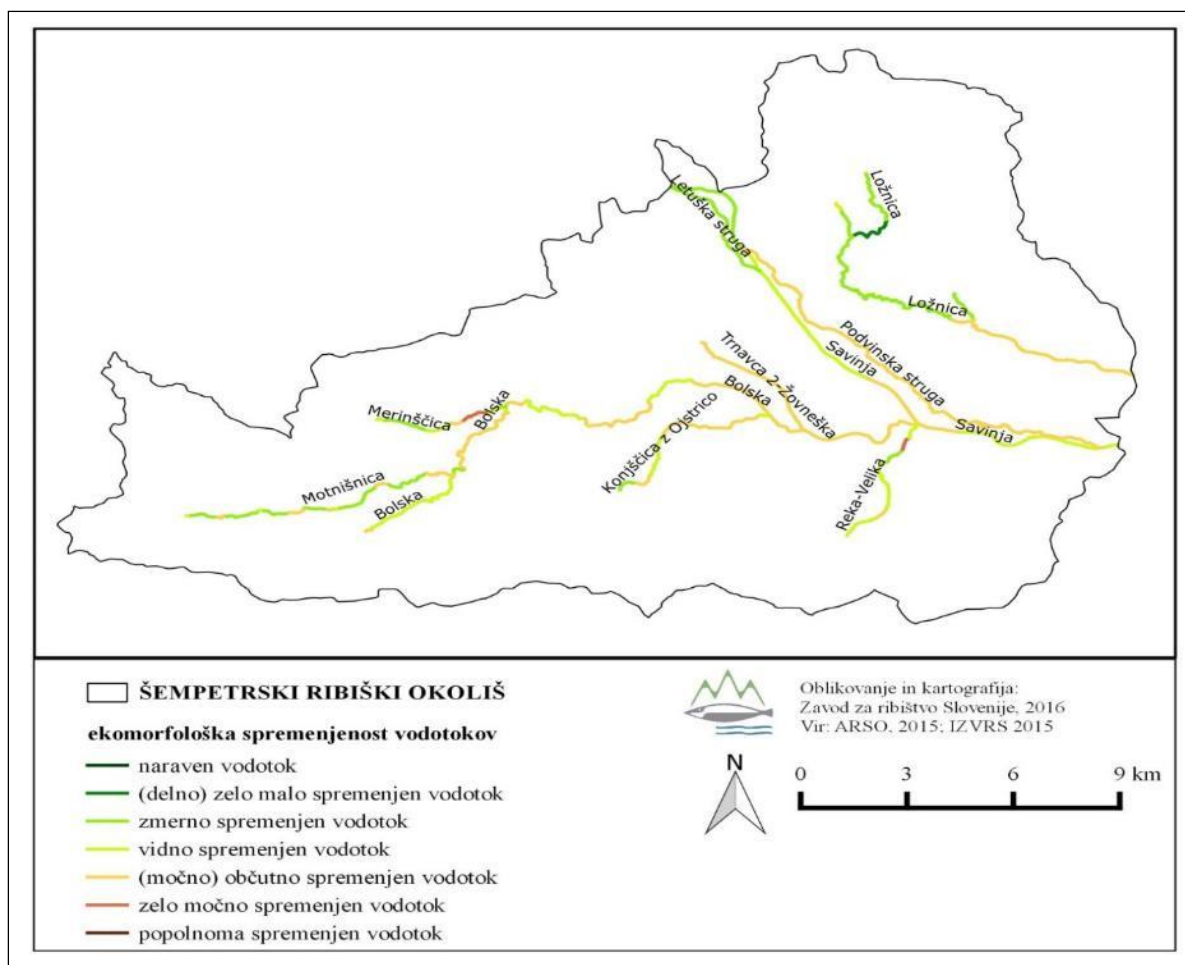 Ložnica
Letuška struga
Ložnica
Podvinska struga
Savinja
Trnavca 2-Žovneška
Bolska
Bolska
Merinščica
Konjščica z Ojstrico
Savinja
Motnišnica
Bolska
Reka-Velika
ŠEMPETRSKI RIBIŠKI OKOLIŠ
ekomorfološka spremenjenost vodotokov
naraven vodotok
(delno) zelo malo spremenjen vodotok
zmerno spremenjen vodotok
vidno spremenjen vodotok
(močno) občutno spremenjen vodotok
zelo močno spremenjen vodotok
popolnoma spremenjen vodotok
Oblikovanje in kartografija:
Zavod za ribištvo Slovenije, 2016
Vir: ARSO, 2015; IZVRS 2015
N
0 3 6 9 km